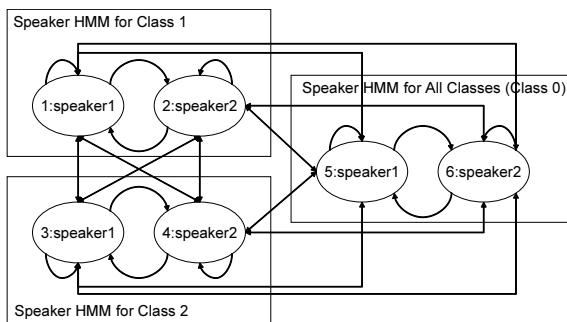 Speaker HMM for Class 1
1:speaker1
2:speaker2
Speaker HMM for All Classes (Class 0)
5:speaker1
6:speaker2
3:speaker1
4:speaker2
Speaker HMM for Class 2